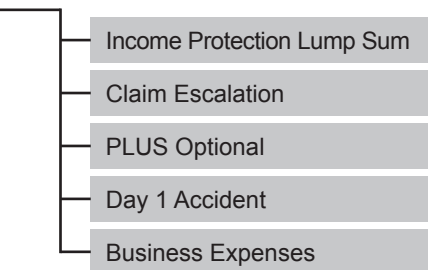 Income Protection Lump Sum
Claim Escalation
PLUS Optional
Day 1 Accident
Business Expenses